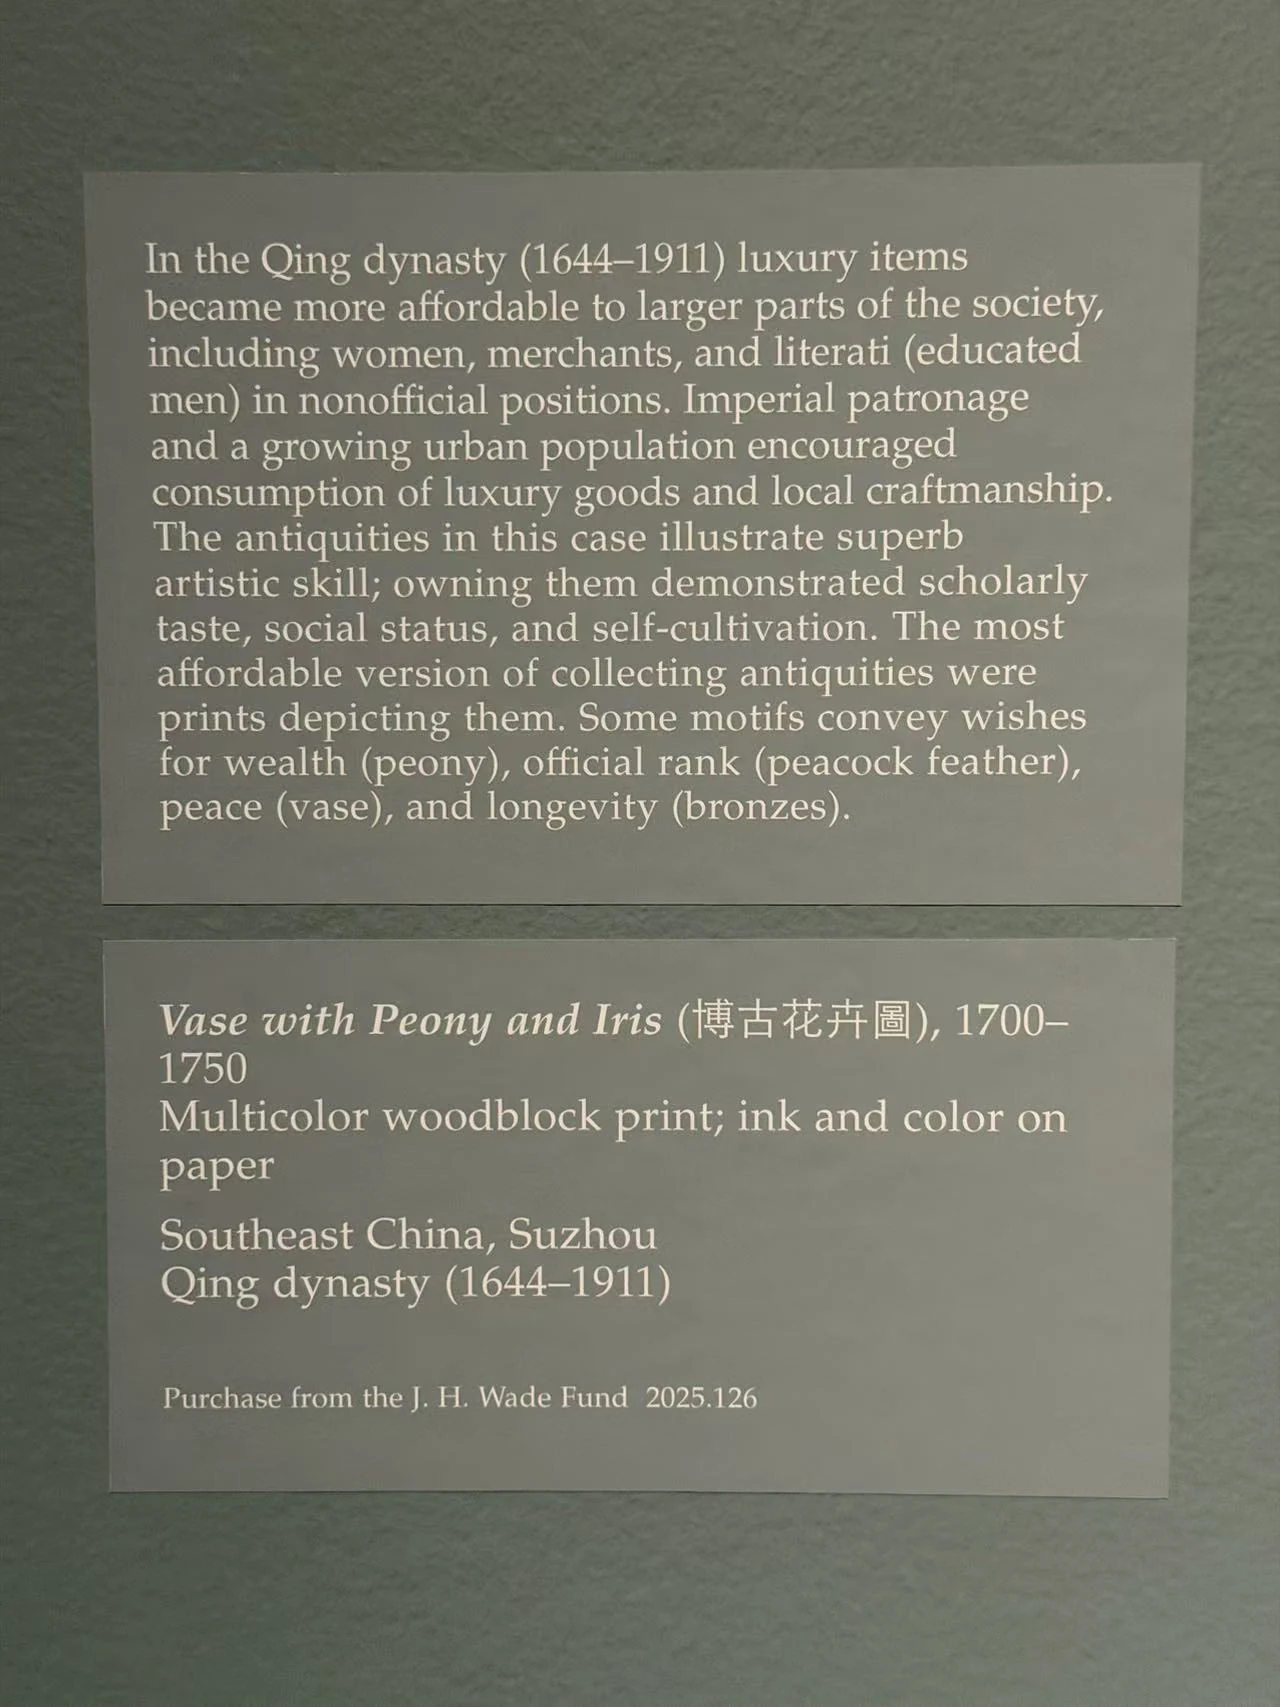 In the Qing dynasty (1644–1911) luxury items
became more affordable to larger parts of the society,
including women, merchants, and literati (educated
men) in nonofficial positions. Imperial patronage
and a growing urban population encouraged
consumption of luxury goods and local craftmanship.
The antiquities in this case illustrate superb
artistic skill; owning them demonstrated scholarly
taste, social status, and self-cultivation. The most
affordable version of collecting antiquities were
prints depicting them. Some motifs convey wishes
for wealth (peony), official rank (peacock feather),
peace (vase), and longevity (bronzes).
Vase with Peony and Iris (博古花卉圖), 1700–
1750
Multicolor woodblock print; ink and color on
paper
Southeast China, Suzhou
Qing dynasty (1644–1911)
Purchase from the J. H. Wade Fund 2025.126